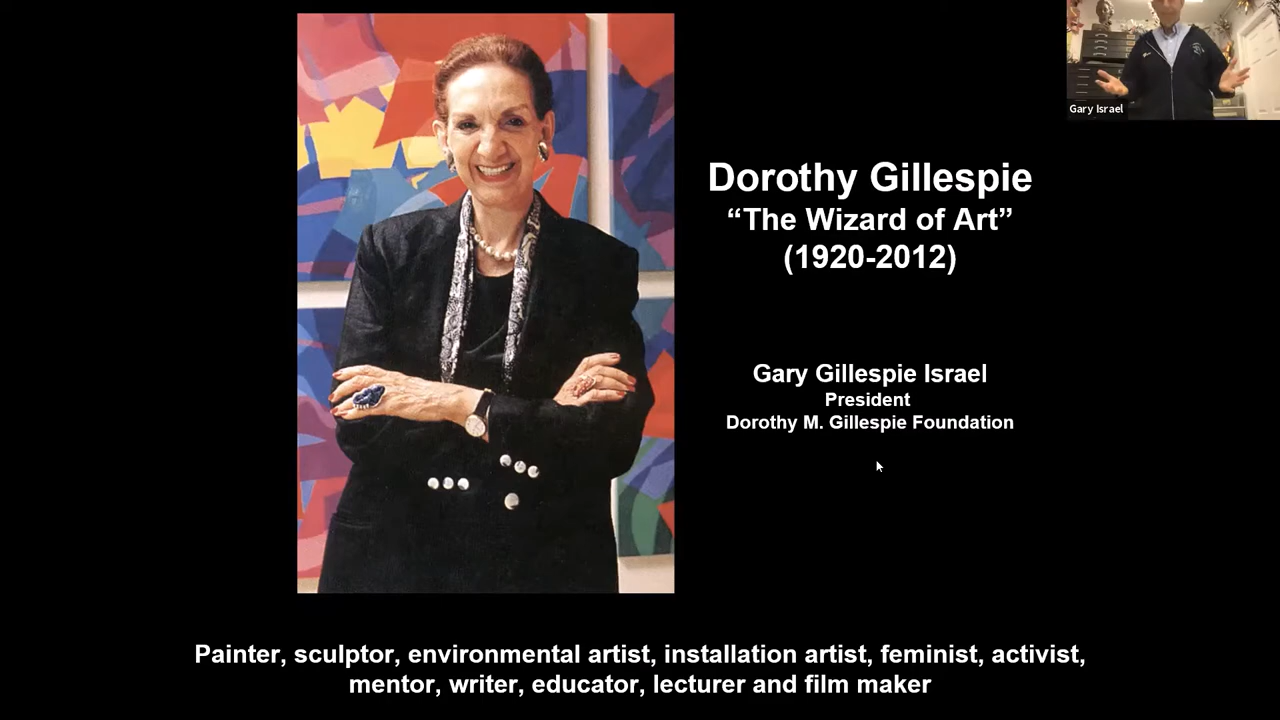 Gary Israel
Dorothy Gillespie
“The Wizard of Art”
(1920-2012)
Gary Gillespie Israel
President
Dorothy M. Gillespie Foundation
Painter, sculptor, environmental artist, installation artist, feminist, activist,
mentor, writer, educator, lecturer and film maker